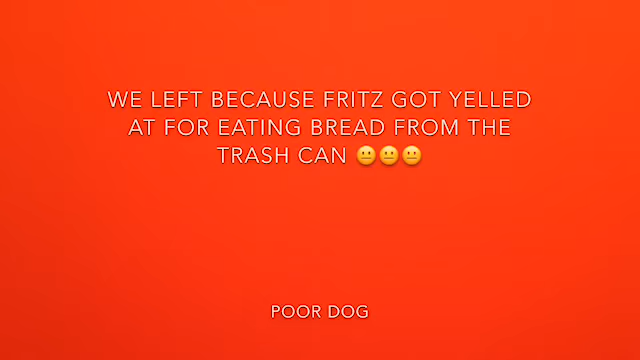 WE LEFT BECAUSE FRITZ GOT YELLED
AT FOR EATING BREAD FROM THE
TRASH CAN 😐😐😐
POOR DOG